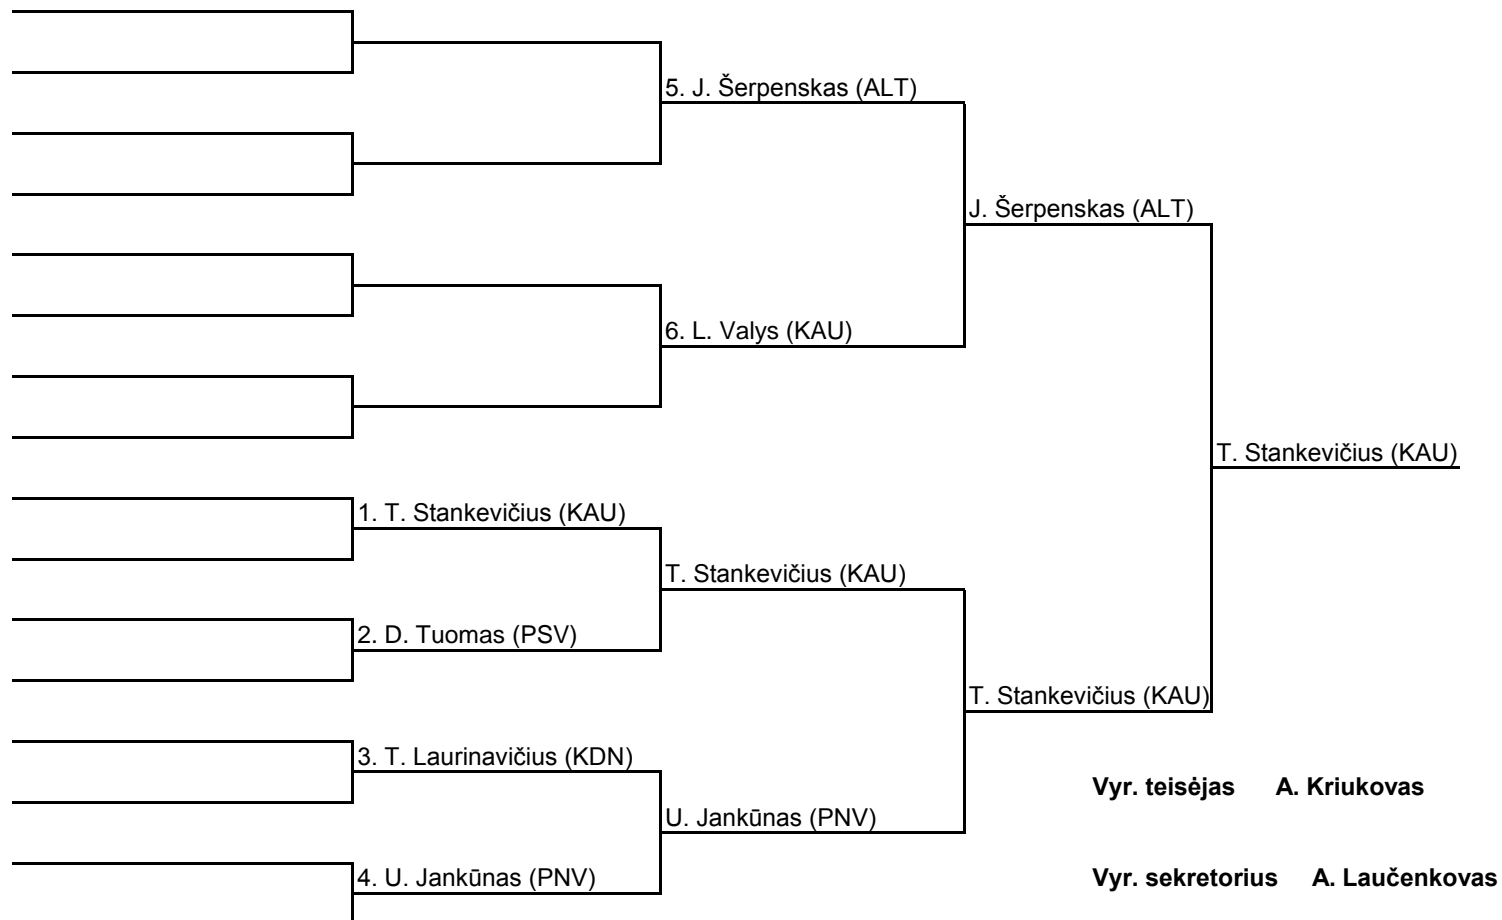 5. J. Šerpenskas (ALT)
J. Šerpenskas (ALT)
6. L. Valys (KAU)
T. Stankevičius (KAU)
1. T. Stankevičius (KAU)
T. Stankevičius (KAU)
2. D. Tuomas (PSV)
T. Stankevičius (KAU)
3. T. Laurinavičius (KDN)
Vyr. teisėjas A. Kriukovas
U. Jankūnas (PNV)
4. U. Jankūnas (PNV)
Vyr. sekretorius A. Laučenkovas